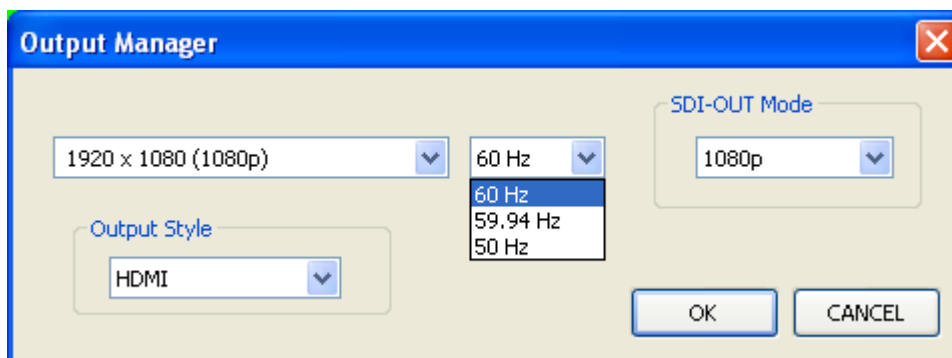 Output Manager
SDI-OUT Mode
1920 x 1080 (1080p)
60 Hz
1080p
60 Hz
59.94 Hz
50 Hz
Output Style
HDMI
OK
CANCEL